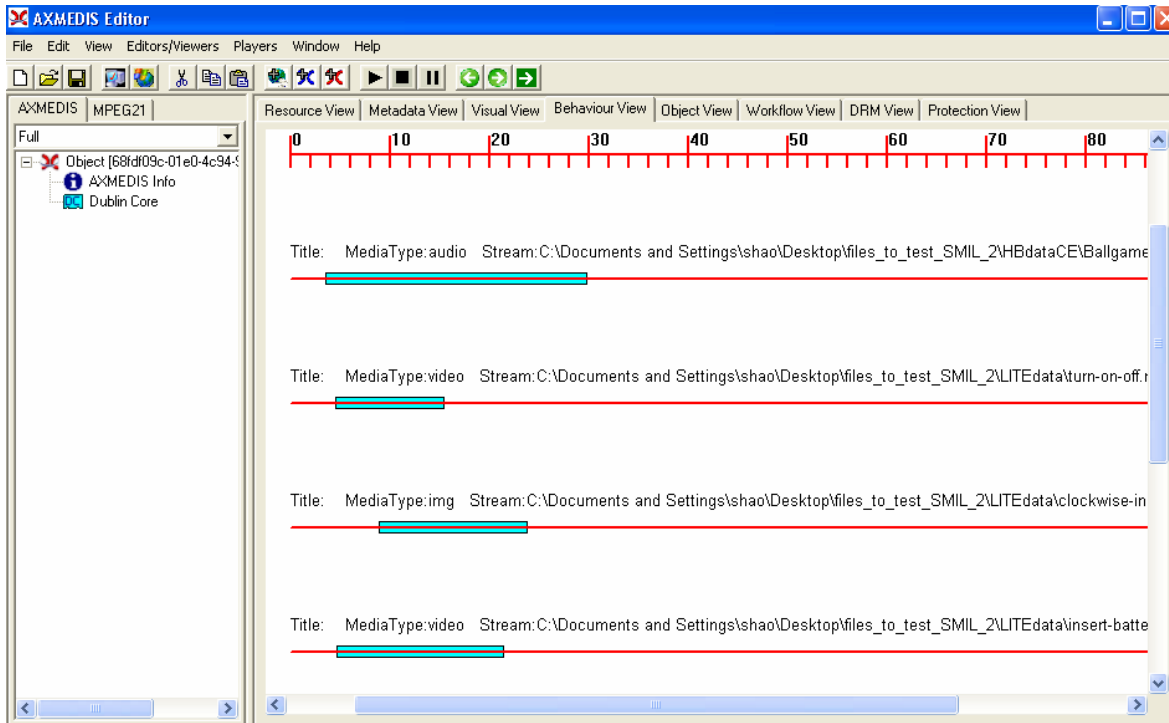 AXMEDIS Editor
File Edit View Editors/Viewers Players Window Help
AXMEDIS MPEG21
Resource View Metadata View Visual View Behaviour View Object View Workflow View DRM View Protection View
Full
Object [68fdf09c-01e0-4c94-
AXMEDIS Info
DC Dublin Core
0 10 20 30 40 50 60 70 80
Title: MediaType:audio Stream:C:\Documents and Settings\shao\Desktop\files_to_test_SMIL_2\HBdataCE\Ballgame
Title: MediaType:video Stream:C:\Documents and Settings\shao\Desktop\files_to_test_SMIL_2\LITEdata\turn-on-off.
Title: MediaType:img Stream:C:\Documents and Settings\shao\Desktop\files_to_test_SMIL_2\LITEdata\clockwise-in
Title: MediaType:video Stream:C:\Documents and Settings\shao\Desktop\files_to_test_SMIL_2\LITEdata\insert-batte